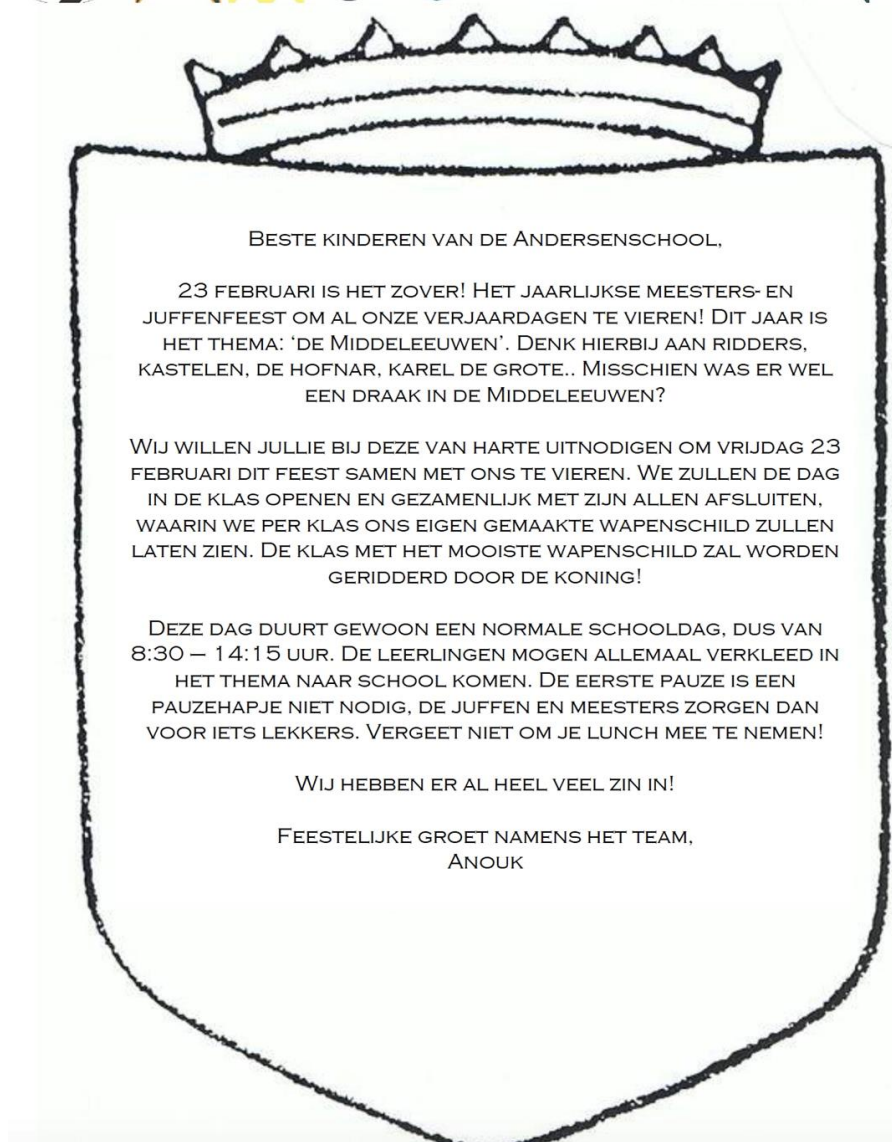 Beste kinderen van de Andersenschool,
23 februari is het zover! Het jaarlijkse meesters- en
juffenfeest om al onze verjaardagen te vieren! Dit jaar is
het thema: ‘de Middeleeuwen’. Denk hierbij aan ridders,
kastelen, de hofnar, karel de grote.. Misschien was er wel
een draak in de Middeleeuwen?
Wij willen jullie bij deze van harte uitnodigen om vrijdag 23
februari dit feest samen met ons te vieren. We zullen de dag
in de klas openen en gezamenlijk met zijn allen afsluiten,
waarin we per klas ons eigen gemaakte wapenschild zullen
laten zien. De klas met het mooiste wapenschild zal worden
geridderd door de koning!
Deze dag duurt gewoon een normale schooldag, dus van
8:30 – 14:15 uur. De leerlingen mogen allemaal verkleed in
het thema naar school komen. De eerste pauze is een
pauzehapje niet nodig, de juffen en meesters zorgen dan
voor iets lekkers. Vergeet niet om je lunch mee te nemen!
Wij hebben er al heel veel zin in!
Feestelijke groet namens het team,
Anouk